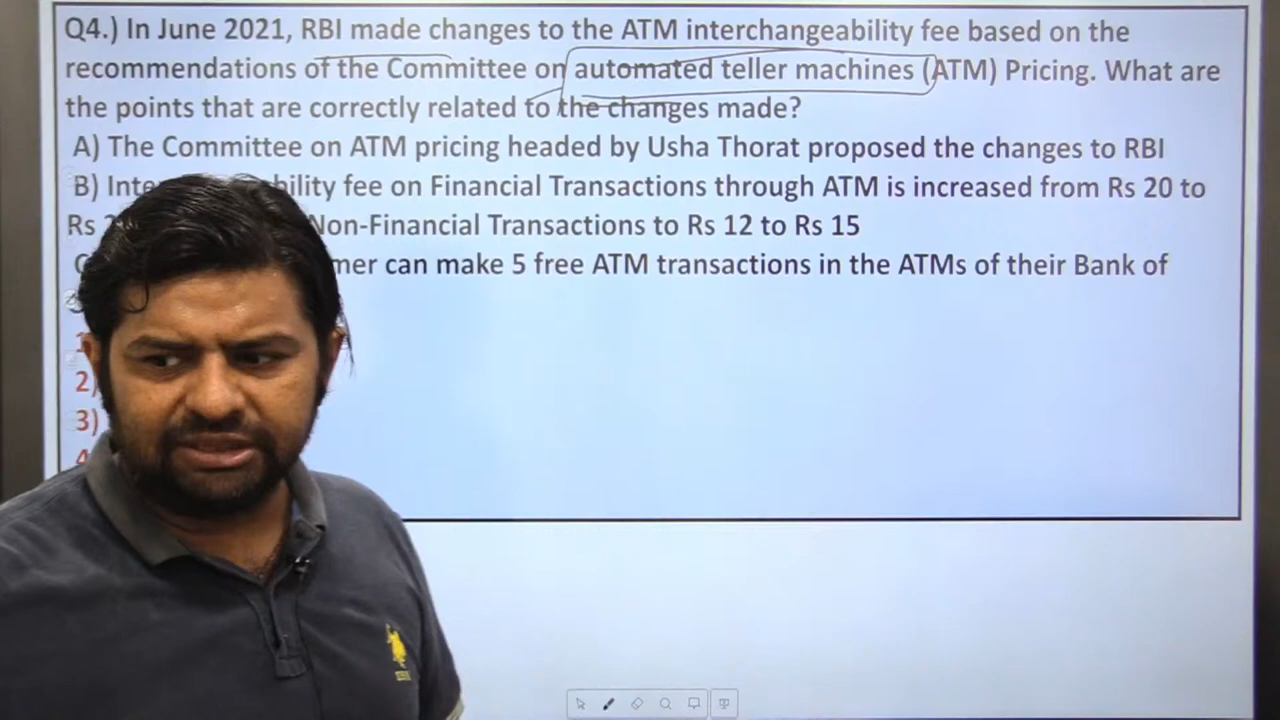 Q4.) In June 2021, RBI made changes to the ATM interchangeability fee based on the
recommendations of the Committee on automated teller machines (ATM) Pricing. What are
the points that are correctly related to the changes made?
A) The Committee on ATM pricing headed by Usha Thorat proposed the changes to RBI
B) Inte bility fee on Financial Transactions through ATM is increased from Rs 20 to
Rs Non-Financial Transactions to Rs 12 to Rs 15
mer can make 5 free ATM transactions in the ATMs of their Bank of
2)
3)